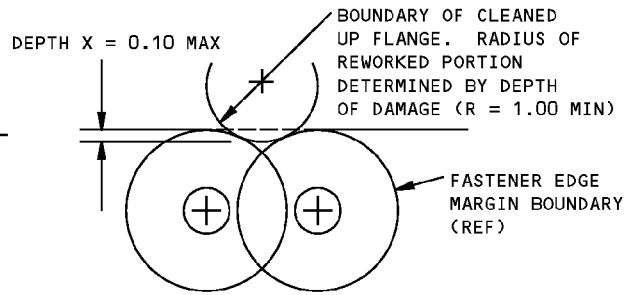 DEPTH X = 0.10 MAX
BOUNDARY OF CLEANED
UP FLANGE. RADIUS OF
REWORKED PORTION
DETERMINED BY DEPTH
OF DAMAGE (R = 1.00 MIN)
FASTENER EDGE
MARGIN BOUNDARY
(REF)